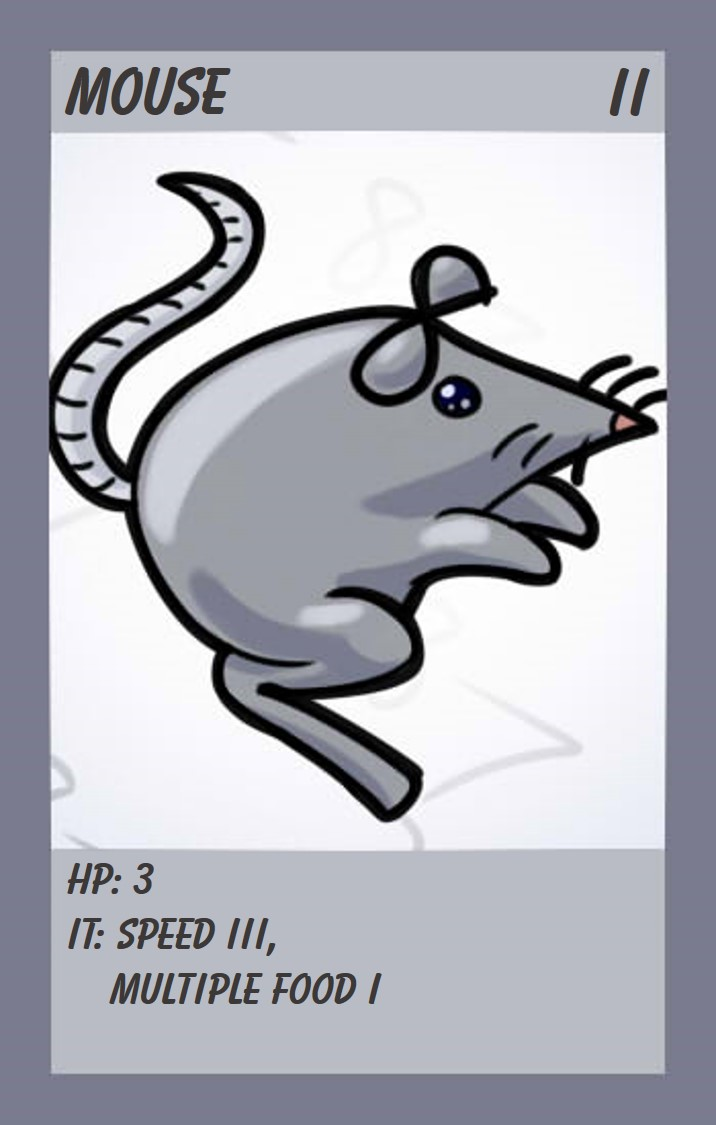 MOUSE II
HP: 3
IT: SPEED III,
MULTIPLE FOOD I